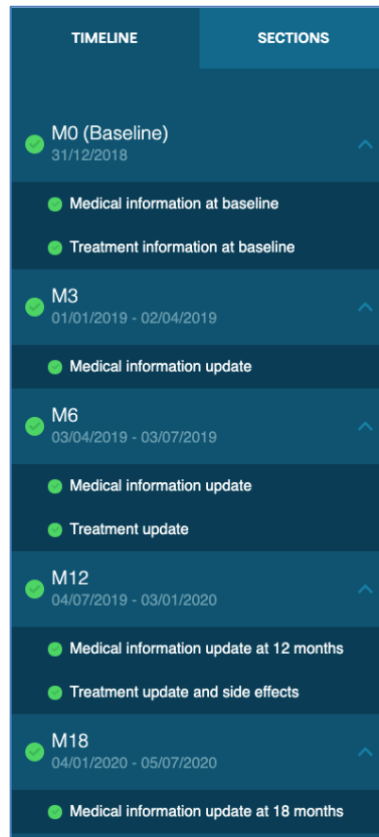 TIMELINE SECTIONS
M0 (Baseline)
31/12/2018
Medical information at baseline
Treatment information at baseline
M3
01/01/2019 - 02/04/2019
Medical information update
M6
03/04/2019 - 03/07/2019
Medical information update
Treatment update
M12
04/07/2019 - 03/01/2020
Medical information update at 12 months
Treatment update and side effects
M18
04/01/2020 - 05/07/2020
Medical information update at 18 months